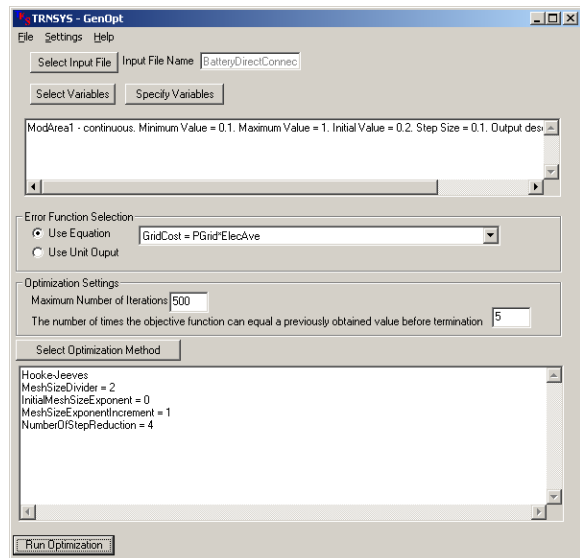 TRNSYS - GenOpt
File Settings Help
Select Input File Input File Name BatteryDirectConnec
Select Variables Specify Variables
ModArea1 - continuous. Minimum Value = 0.1. Maximum Value = 1. Initial Value = 0.2. Step Size = 0.1. Output des
Error Function Selection
Use Equation GridCost = PGrid*ElecAve
Use Unit Ouput
Optimization Settings
Maximum Number of Iterations 500
The number of times the objective function can equal a previously obtained value before termination 5
Select Optimization Method
Hooke-Jeeves
MeshSizeDivider = 2
InitialMeshSizeExponent = 0
MeshSizeExponentIncrement = 1
NumberOfStepReduction = 4
Run Optimization